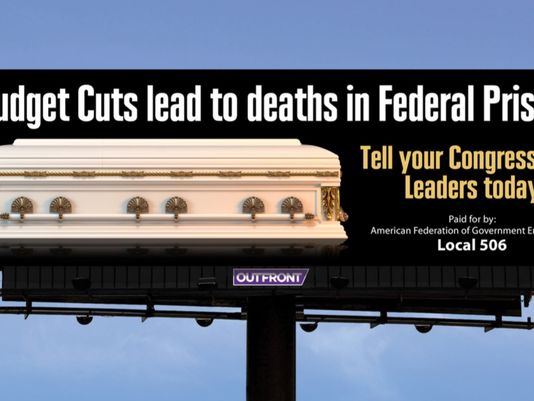 udget Cuts lead to deaths in Federal Pris
Tell your Congress
Leaders today
Paid for by:
American Federation of Government
Local 506
OUTFRONT